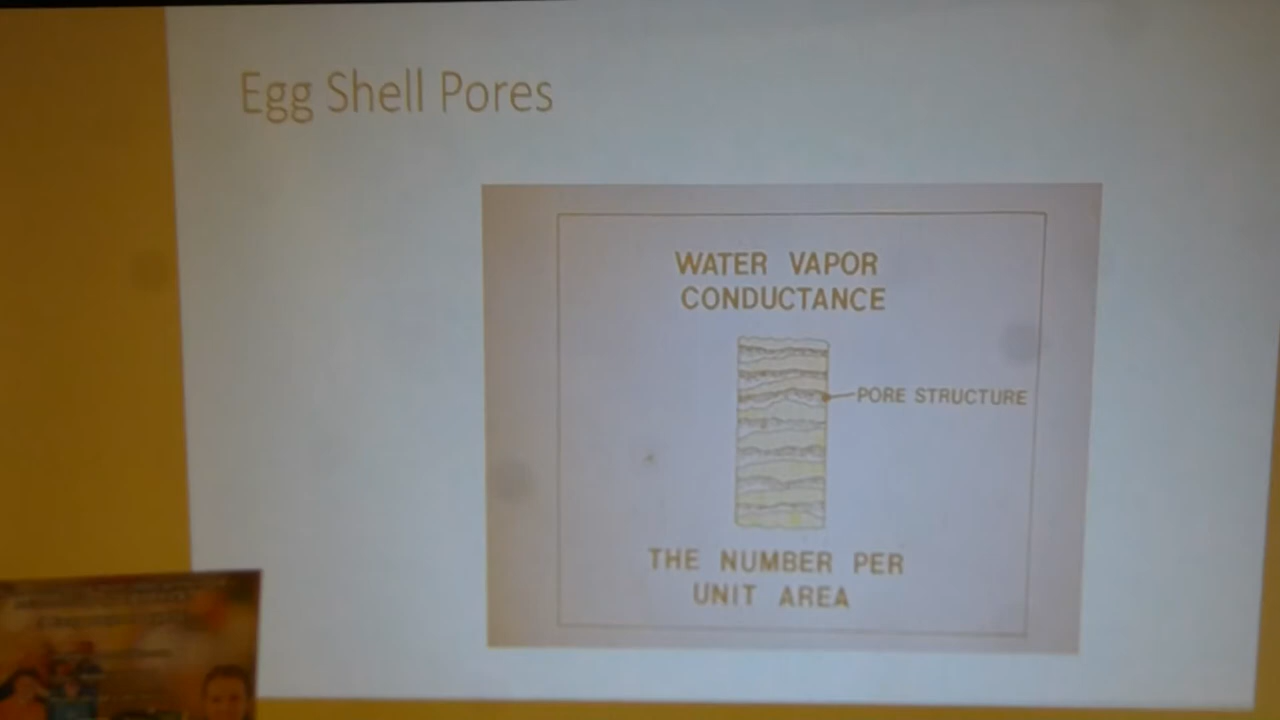 Egg Shell Pores
WATER VAPOR
CONDUCTANCE
PORE STRUCTURE
THE NUMBER PER
UNIT AREA